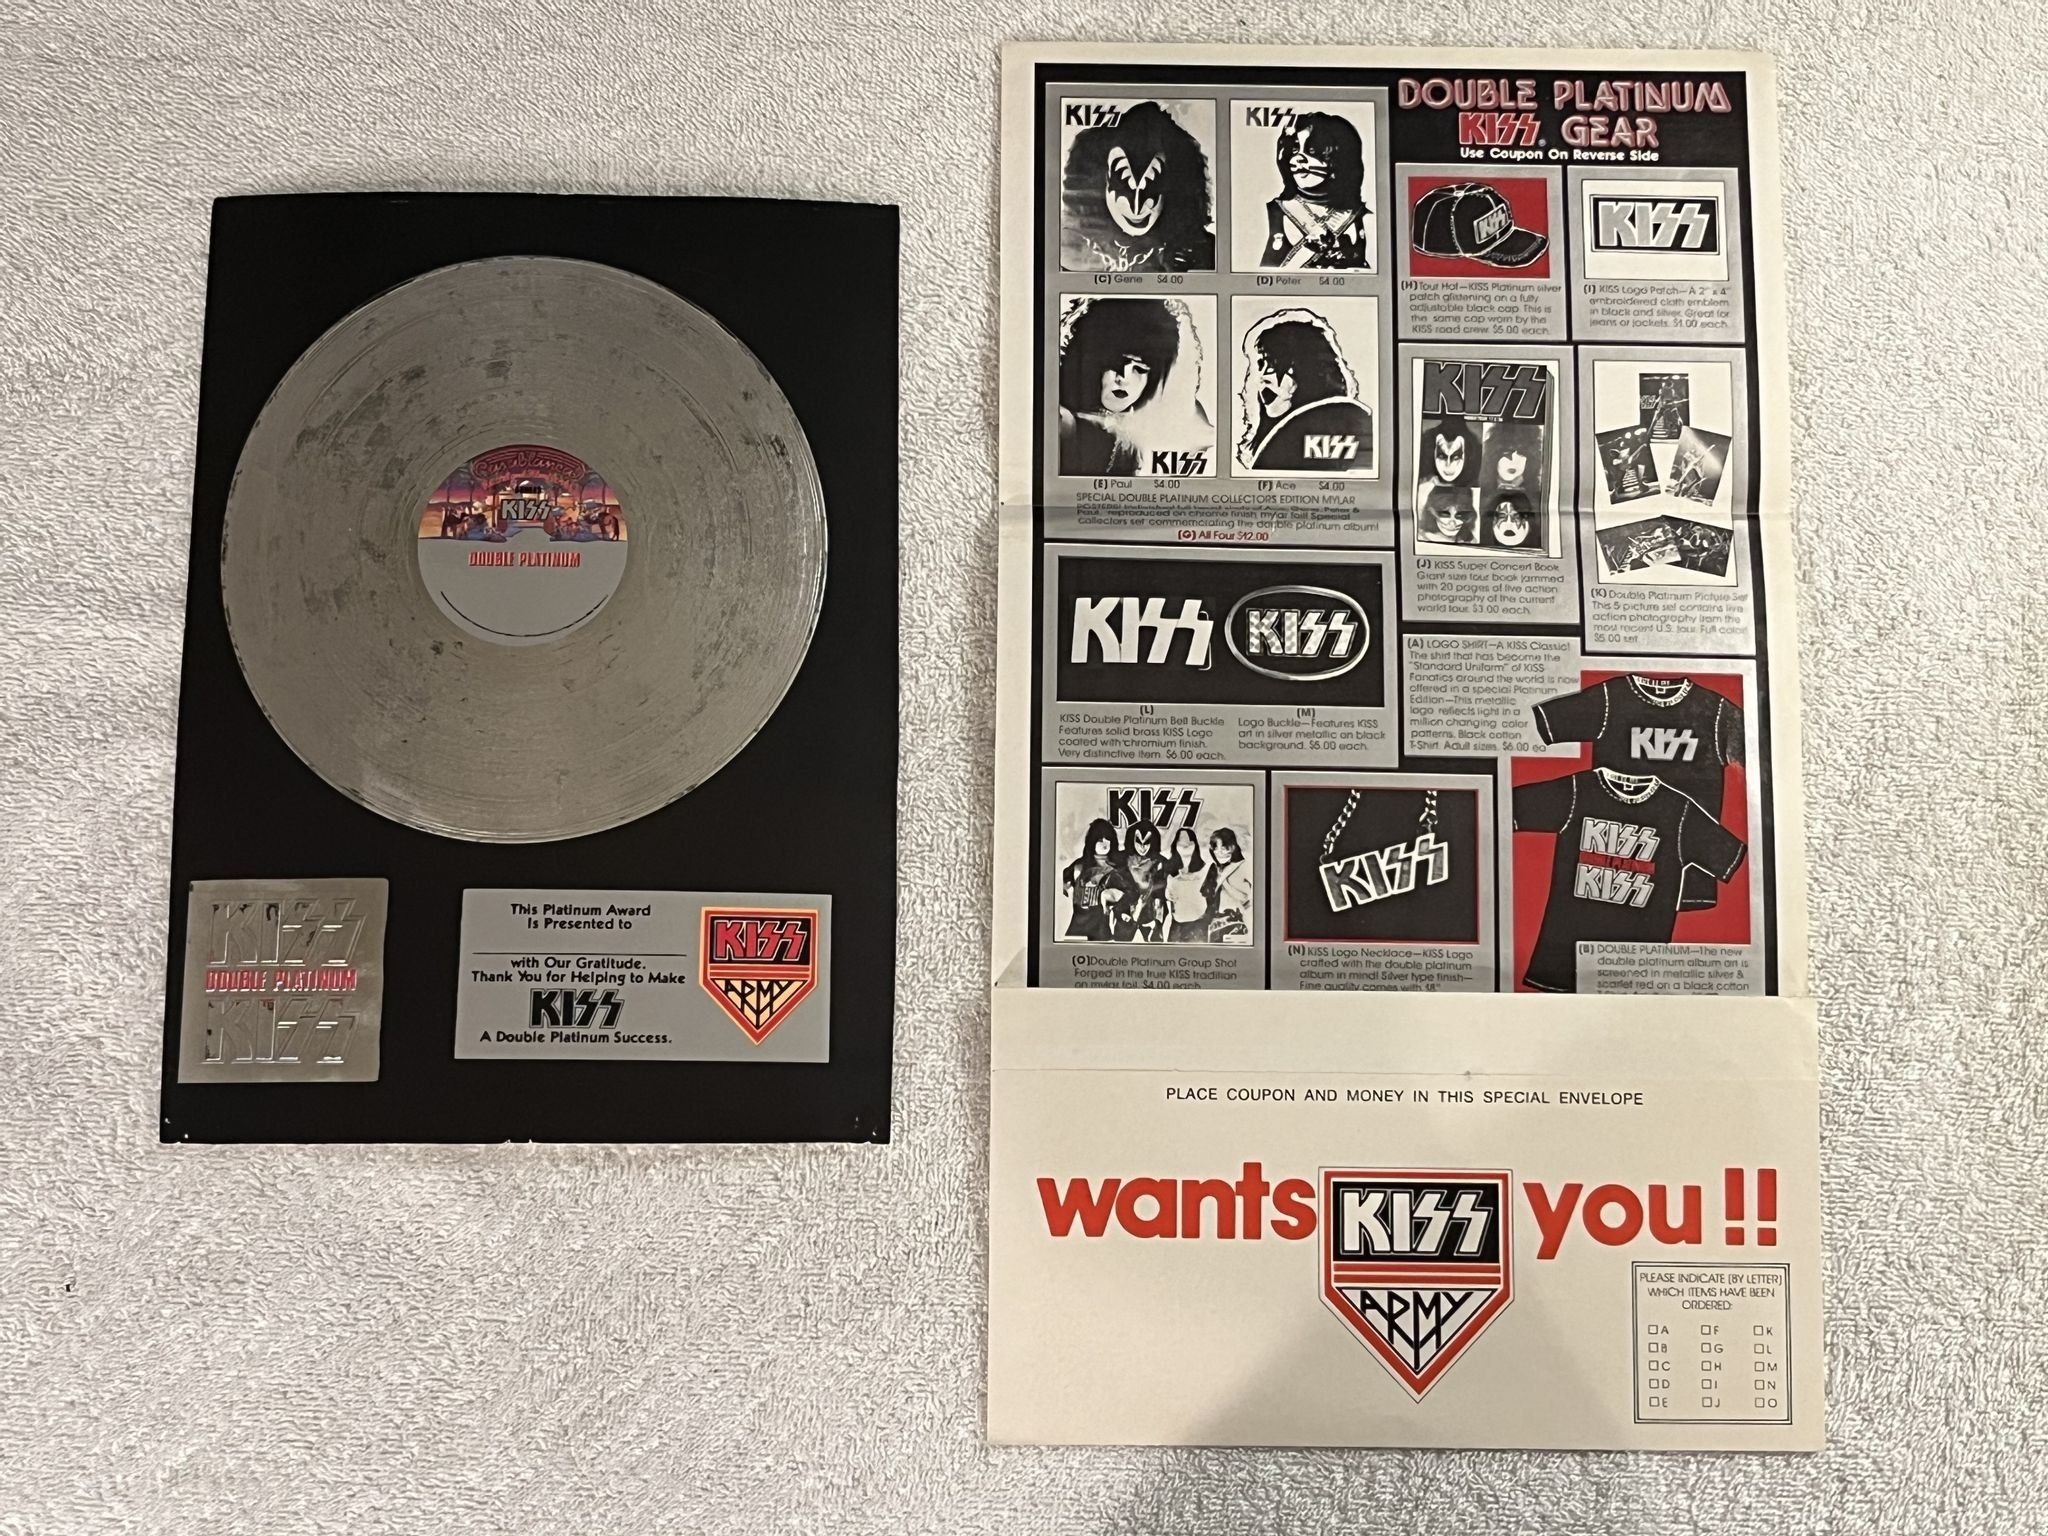 Casablanca
KISS
DOUBLE PLATINUM
KISS
DOUBLE PLATINUM
KISS
This Platinum Award
Is Presented to
with Our Gratitude.
Thank You for Helping to Make
KISS
A Double Platinum Success.
KISS
ARMY
DOUBLE PLATINUM
KISS® GEAR
Use Coupon On Reverse Side
KISS
(C) Gene $4.00
KISS
(D) Peter $4.00
KISS
(E) Paul $4.00
KISS
(F) Ace $4.00
SPECIAL DOUBLE PLATINUM COLLECTORS EDITION MYLAR
Paul, reproduced on chrome finish mylar foil! Special
collectors set commemorating the double platinum album!
(G) All Four $12.00
KISS
(H) Tour Hat—KISS Platinum silver
patch glistening on a fully
adjustable black cap. This is
the same cap worn by the
KISS road crew. $5.00 each.
KISS
(I) KISS Logo Patch—A 2" x 4"
embroidered cloth emblem
in black and silver. Great for
jeans or jackets. $1.00 each.
KISS
(J) KISS Super Concert Book
Giant size tour book jammed
with 20 pages of live action
photography of the current
world tour. $3.00 each.
(K) Double Platinum Picture Set
This 5 picture set contains live
action photography from the
most recent U.S. tour. Full color!
$5.00 set
KISS
(L)
KISS Double Platinum Belt Buckle
Features solid brass KISS Logo
coated with chromium finish.
Very distinctive item. $6.00 each.
KISS
(M)
Logo Buckle—Features KISS
art in silver metallic on black
background. $5.00 each.
(A) LOGO SHIRT—A KISS Classic!
The shirt that has become the
"Standard Uniform" of KISS
Fanatics around the world is now
offered in a special Platinum
Edition—This metallic
logo reflects light in a
million changing color
patterns. Black cotton
T-Shirt. Adult sizes. $6.00 ea
KISS
KISS
KISS
KISS
(O) Double Platinum Group Shot
Forged in the true KISS tradition
on mylar foil. $4.00 each.
KISS
(N) KISS Logo Necklace—KISS Logo
crafted with the double platinum
album in mind! Silver type finish—
Fine quality comes with 18"
(B) DOUBLE PLATINUM—The new
double platinum album art is
screened in metallic silver &
scarlet red on a black cotton
PLACE COUPON AND MONEY IN THIS SPECIAL ENVELOPE
wants KISS ARMY you!!
PLEASE INDICATE (BY LETTER)
WHICH ITEMS HAVE BEEN
ORDERED:
A F K
B G L
C H M
D I N
E J O